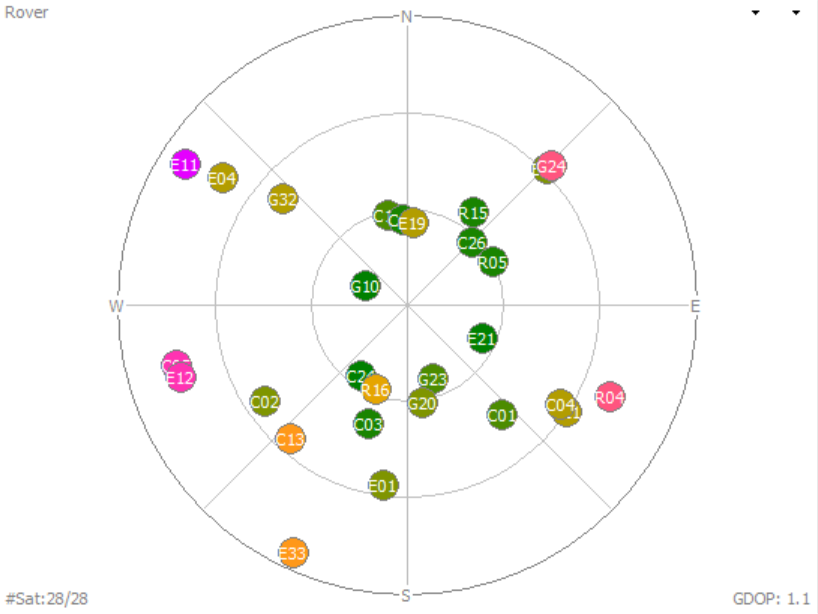 Rover
N
E11
E04
G24
G32
E19
R15
C26
R05
G10
W
E
E21
E12
G23
R16
C02
G20
C04
R04
C01
C03
C13
E01
E33
S
#Sat:28/28
GDOP: 1.1